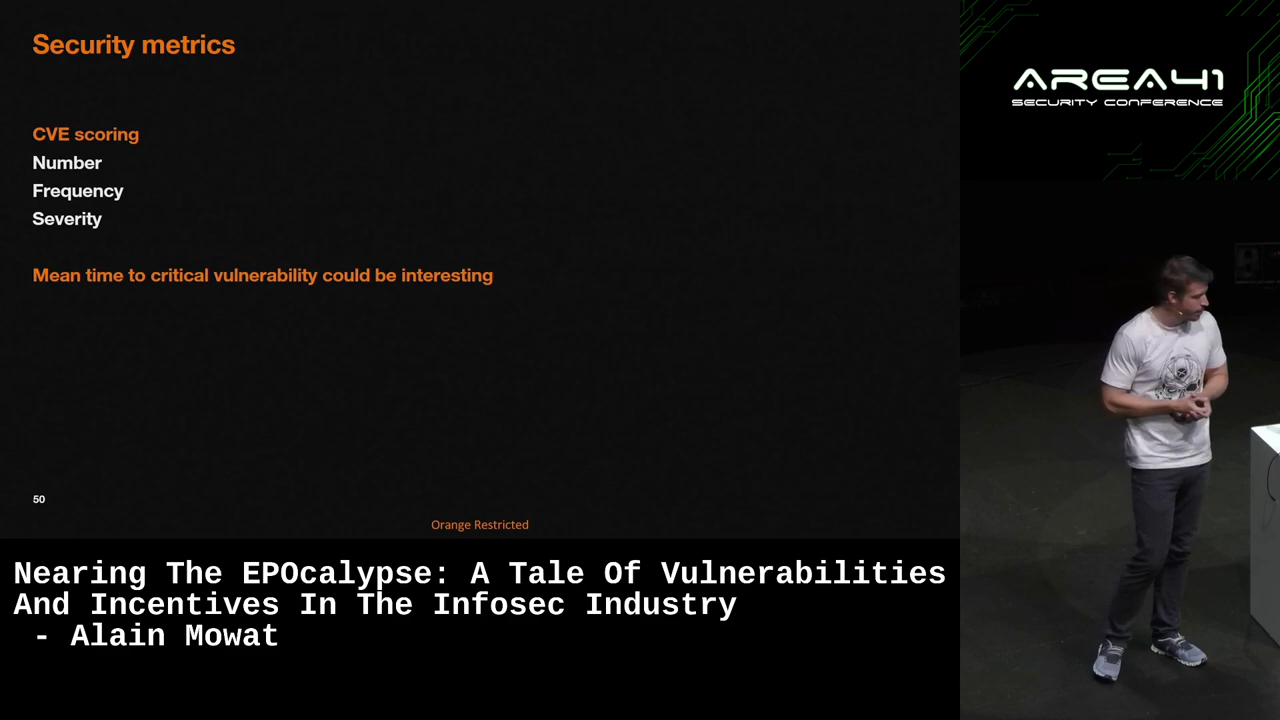 Security metrics
CVE scoring
Number
Frequency
Severity
Mean time to critical vulnerability could be interesting
50
Orange Restricted
AREA41
SECURITY CONFERENCE
Nearing The EPOcalypse: A Tale Of Vulnerabilities
And Incentives In The Infosec Industry
- Alain Mowat